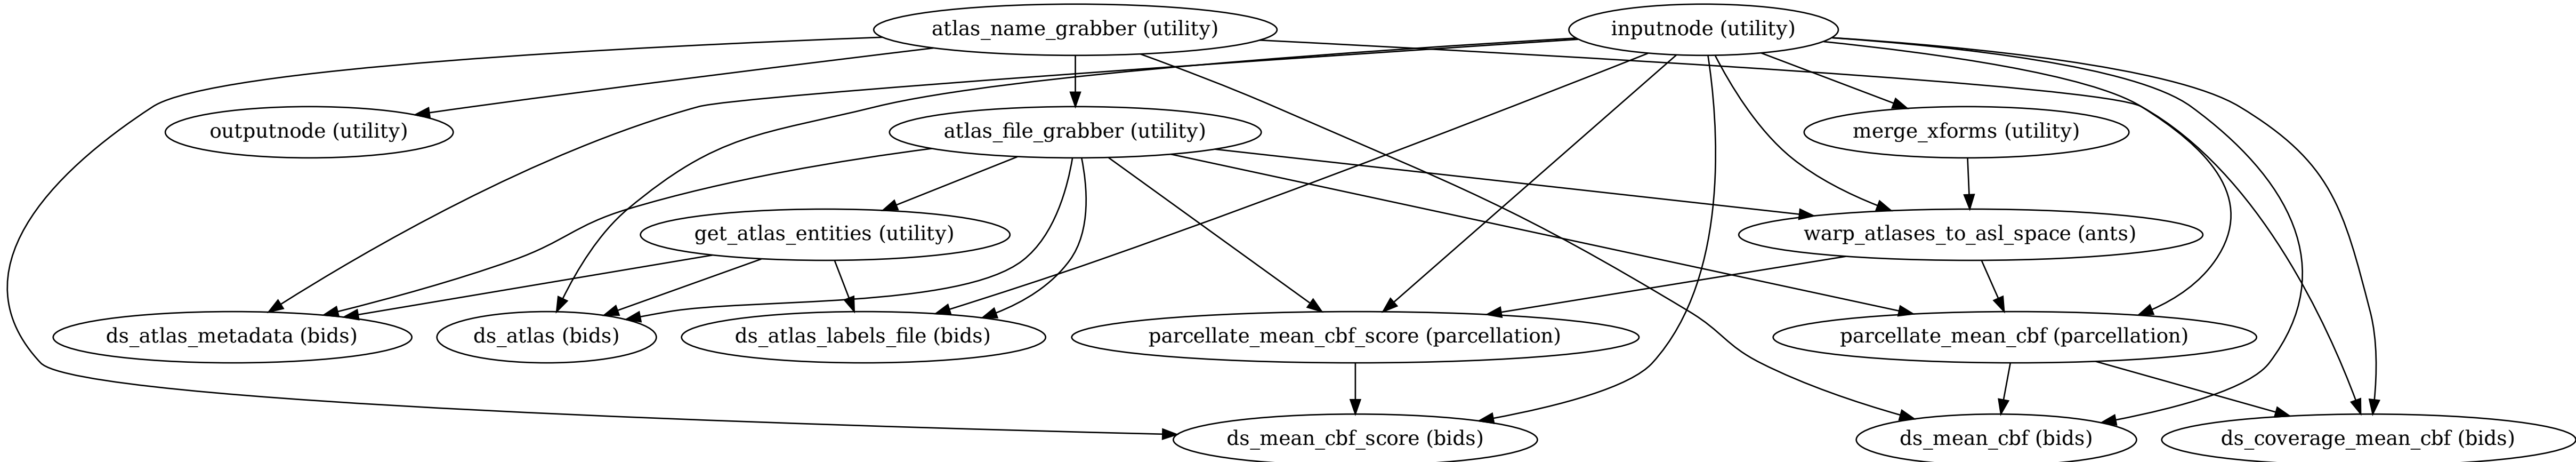 atlas_name_grabber (utility)
inputnode (utility)
outputnode (utility)
atlas_file_grabber (utility)
merge_xforms (utility)
get_atlas_entities (utility)
warp_atlases_to_asl_space (ants)
ds_atlas_metadata (bids)
ds_atlas (bids)
ds_atlas_labels_file (bids)
parcellate_mean_cbf_score (parcellation)
parcellate_mean_cbf (parcellation)
ds_mean_cbf_score (bids)
ds_mean_cbf (bids)
ds_coverage_mean_cbf (bids)